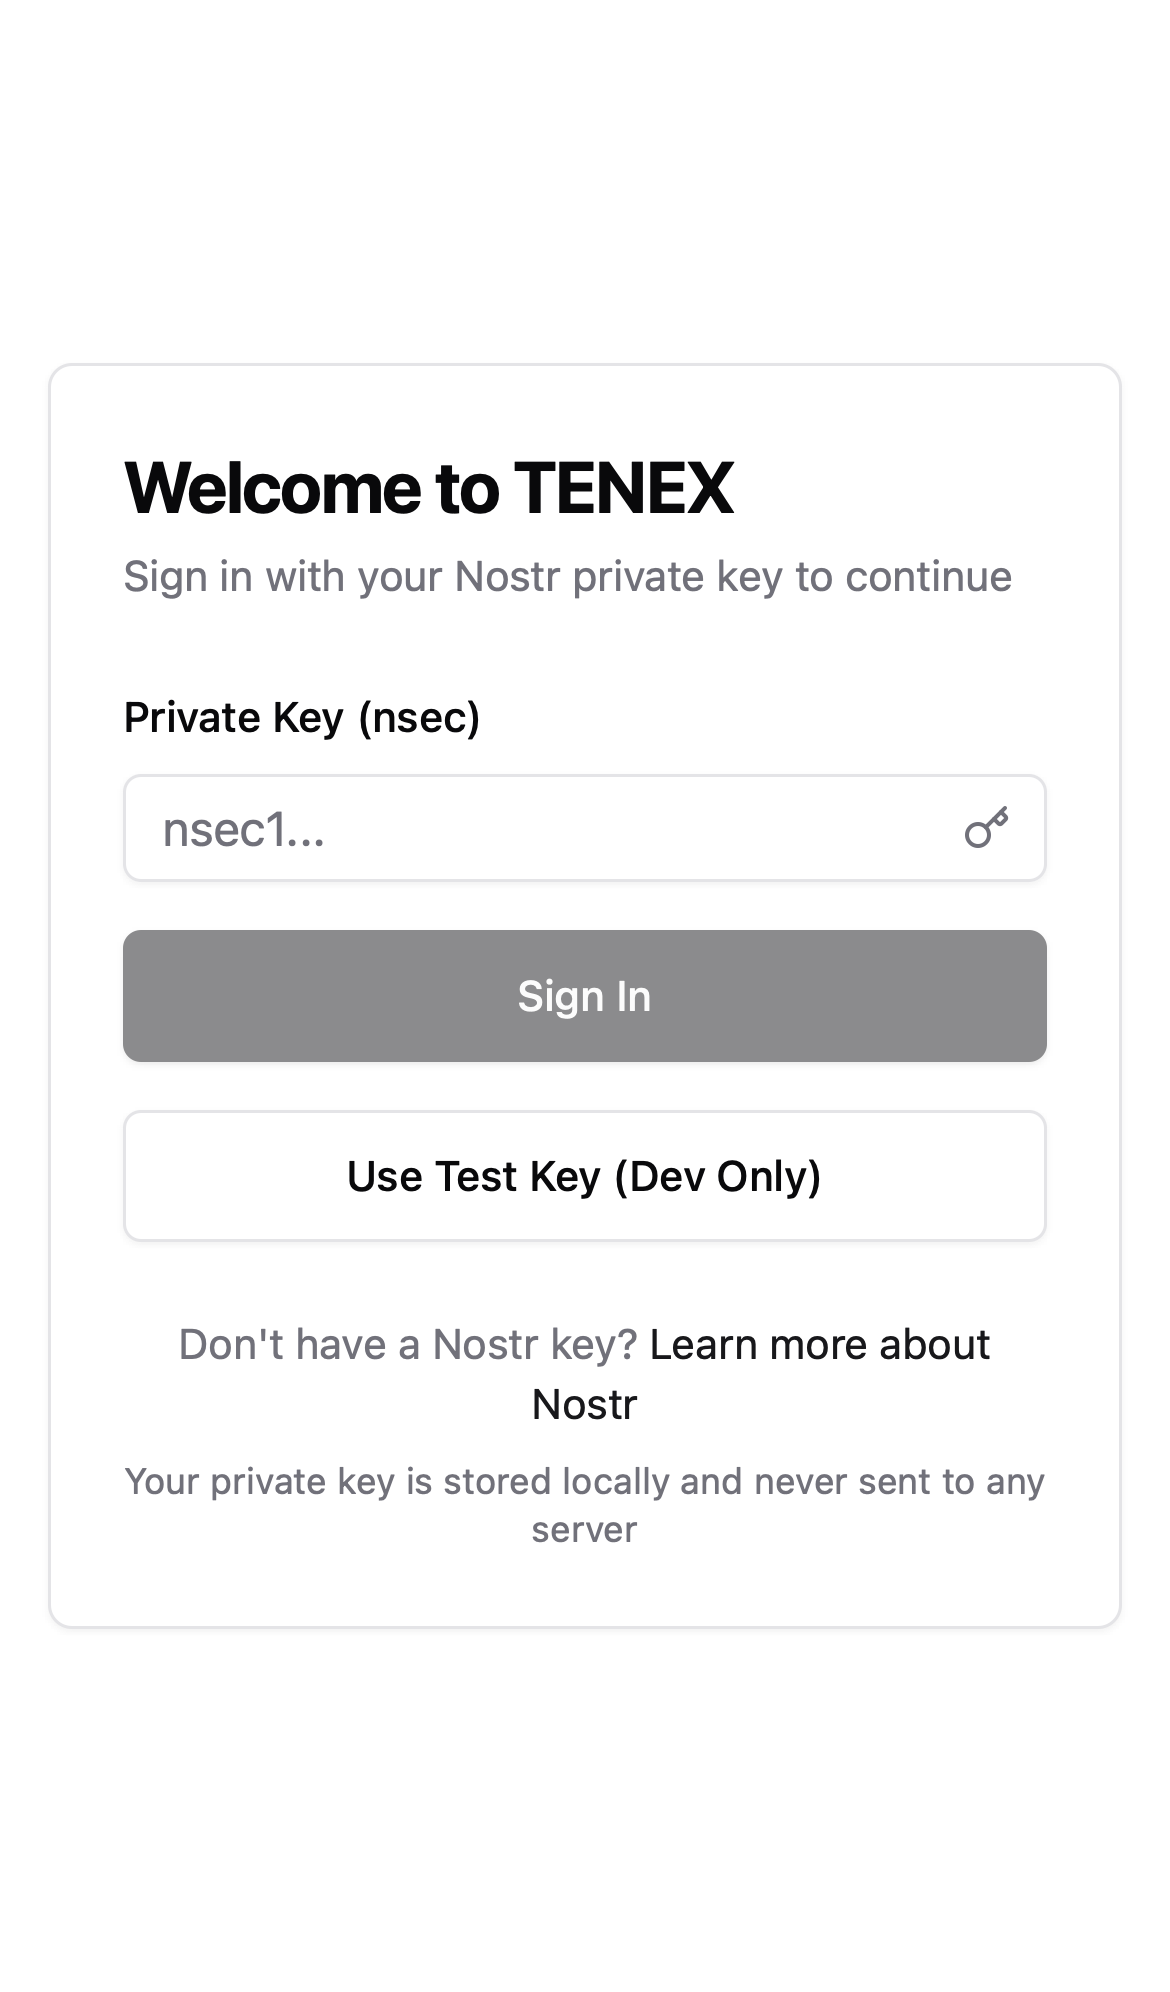 Welcome to TENEX
Sign in with your Nostr private key to continue
Private Key (nsec)
nsec1...
Sign In
Use Test Key (Dev Only)
Don't have a Nostr key? Learn more about
Nostr
Your private key is stored locally and never sent to any
server